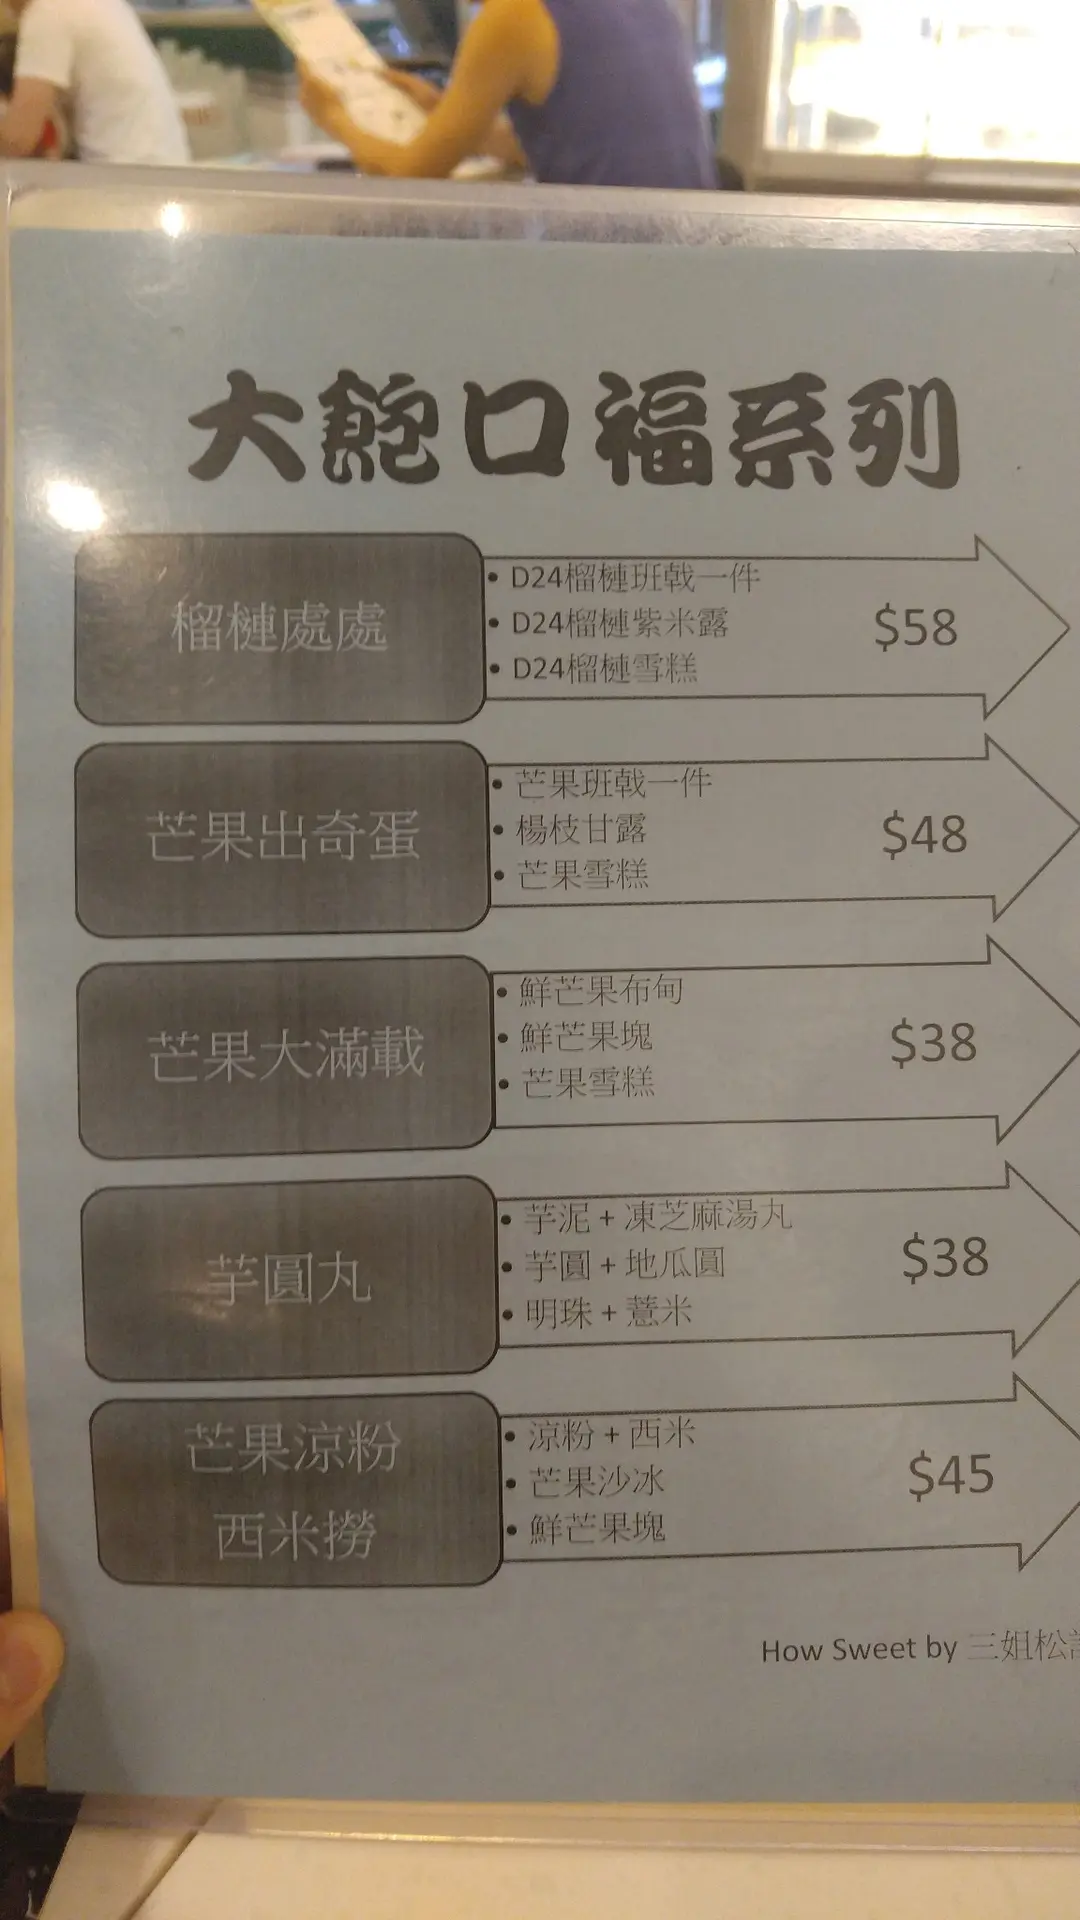 大飽口福系列
榴槤處處
• D24榴槤班戟一件
• D24榴槤紫米露
• D24榴槤雪糕
$58
芒果出奇蛋
• 芒果班戟一件
• 楊枝甘露
• 芒果雪糕
$48
芒果大滿載
• 鮮芒果布甸
• 鮮芒果塊
• 芒果雪糕
$38
芋圓丸
• 芋泥 + 凍芝麻湯丸
• 芋圓 + 地瓜圓
• 明珠 + 薏米
$38
芒果涼粉
西米撈
• 涼粉 + 西米
• 芒果沙冰
• 鮮芒果塊
$45
How Sweet by 三姐松